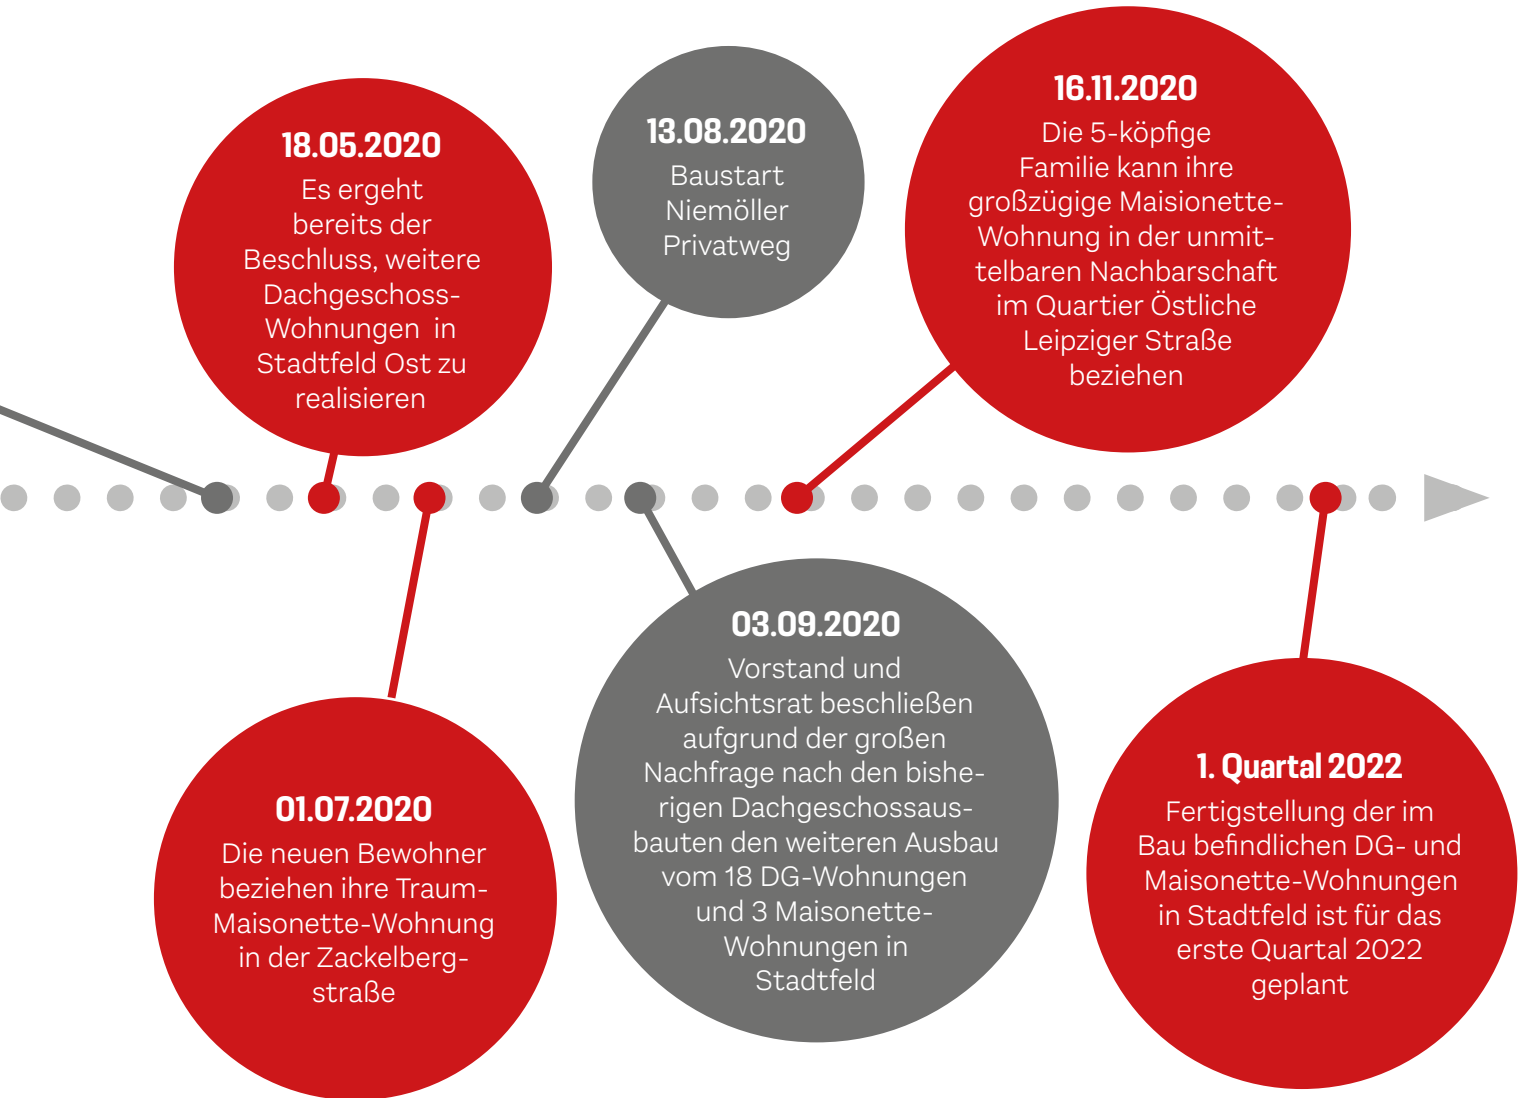 18.05.2020
Es ergeht
bereits der
Beschluss, weitere
Dachgeschoss-
Wohnungen in
Stadtfeld Ost zu
realisieren
13.08.2020
Baustart
Niemöller
Privatweg
16.11.2020
Die 5-köpfige
Familie kann ihre
großzügige Maisionette-
Wohnung in der unmit-
telbaren Nachbarschaft
im Quartier Östliche
Leipziger Straße
beziehen
01.07.2020
Die neuen Bewohner
beziehen ihre Traum-
Maisonette-Wohnung
in der Zackelberg-
straße
03.09.2020
Vorstand und
Aufsichtsrat beschließen
aufgrund der großen
Nachfrage nach den bishe-
rigen Dachgeschossaus-
bauten den weiteren Ausbau
vom 18 DG-Wohnungen
und 3 Maisonette-
Wohnungen in
Stadtfeld
1. Quartal 2022
Fertigstellung der im
Bau befindlichen DG- und
Maisonette-Wohnungen
in Stadtfeld ist für das
erste Quartal 2022
geplant